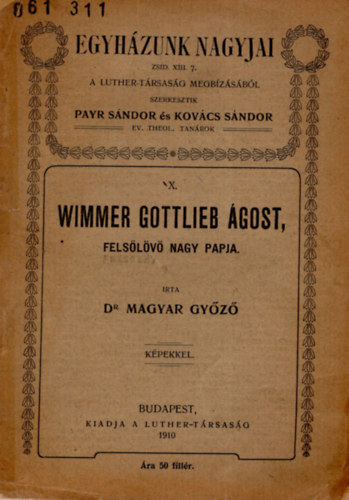 061 311
EGYHÁZUNK NAGYJAI
ZSID. XIII. 7.
A LUTHER-TÁRSASÁG MEGBÍZÁSÁBÓL
SZERKESZTIK
PAYR SÁNDOR és KOVÁCS SÁNDOR
EV. THEOL. TANÁROK
X.
WIMMER GOTTLIEB ÁGOST,
FELSŐLÖVŐ NAGY PAPJA.
IRTA
DR. MAGYAR GYŐZŐ
KÉPEKKEL.
BUDAPEST,
KIADJA A LUTHER-TÁRSASÁG
1910
Ára 50 fillér.